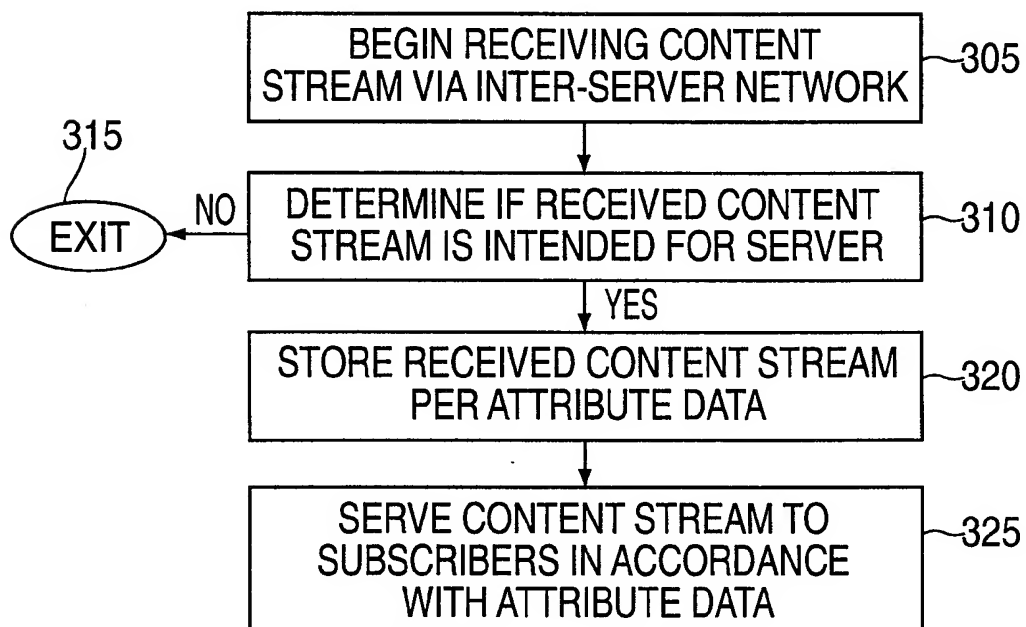 BEGIN RECEIVING CONTENT
STREAM VIA INTER-SERVER NETWORK
305
315
EXIT
NO
DETERMINE IF RECEIVED CONTENT
STREAM IS INTENDED FOR SERVER
310
YES
STORE RECEIVED CONTENT STREAM
PER ATTRIBUTE DATA
320
SERVE CONTENT STREAM TO
SUBSCRIBERS IN ACCORDANCE
WITH ATTRIBUTE DATA
325